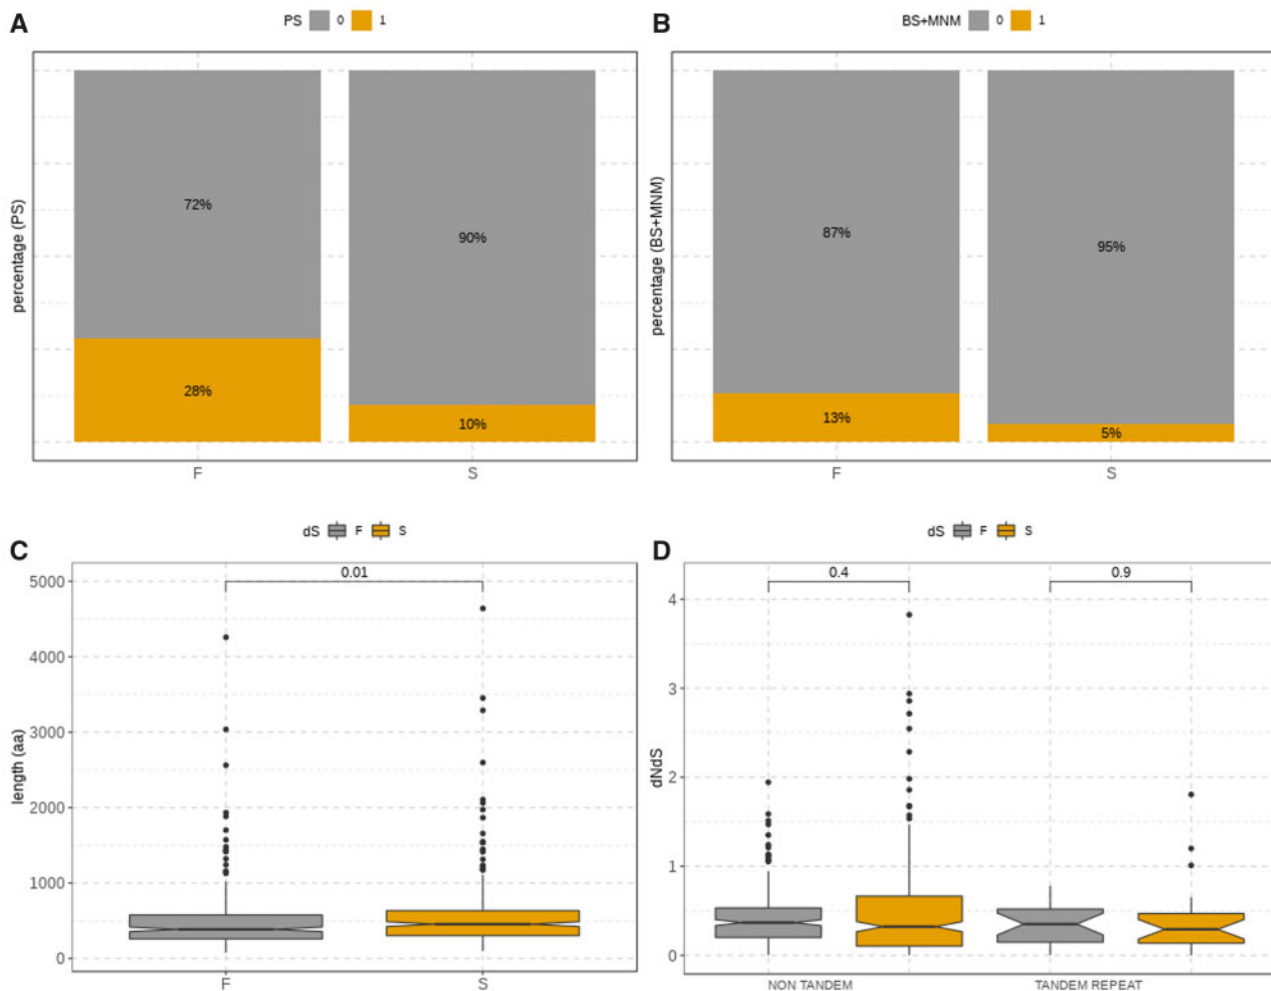 A
PS 0 1
percentage (PS)
72%
90%
28%
10%
F S
B
BS+MNM 0 1
percentage (BS+MNM)
87%
95%
13%
5%
F S
C
dS F S
length (aa)
5000
4000
3000
2000
1000
0
0.01
F S
D
dS F S
dNdS
4
3
2
1
0
0.4 0.9
NON TANDEM TANDEM REPEAT